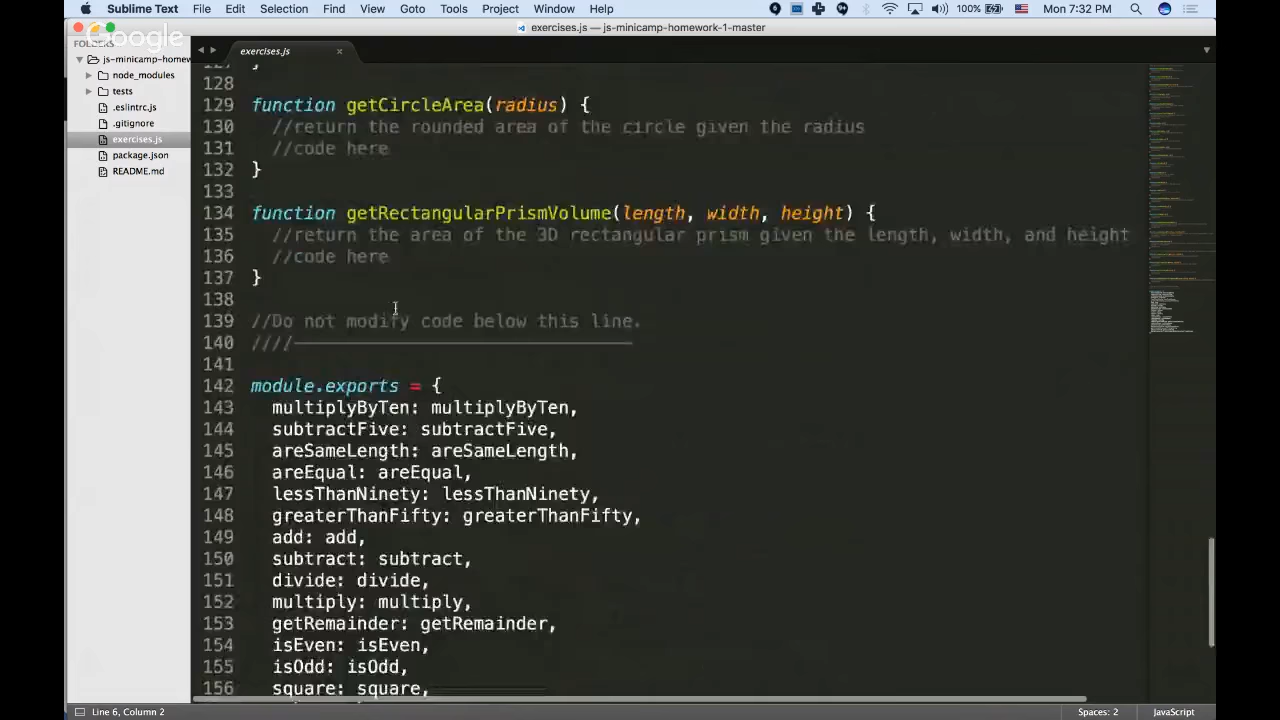 Sublime Text File Edit Selection Find View Goto Tools Project Window Help 100% Mon 7:32 PM
exercises.js — js-minicamp-homework-1-master
Google
FOLDERS
js-minicamp-homew
node_modules
tests
.eslintrc.js
.gitignore
exercises.js
package.json
README.md
exercises.js
127 }
128
129 function getCircleArea(radius) {
130 //return the rounded area of the circle given the radius
131 //code here
132 }
133
134 function getRectangularPrismVolume(length, width, height) {
135 //return the area of the 3D rectangular prism given the length, width, and height
136 //code here
137 }
138
139 //Do not modify code below this line.
140 ////--------------------------------
141
142 module.exports = {
143 multiplyByTen: multiplyByTen,
144 subtractFive: subtractFive,
145 areSameLength: areSameLength,
146 areEqual: areEqual,
147 lessThanNinety: lessThanNinety,
148 greaterThanFifty: greaterThanFifty,
149 add: add,
150 subtract: subtract,
151 divide: divide,
152 multiply: multiply,
153 getRemainder: getRemainder,
154 isEven: isEven,
155 isOdd: isOdd,
156 square: square,
Line 6, Column 2 Spaces: 2 JavaScript